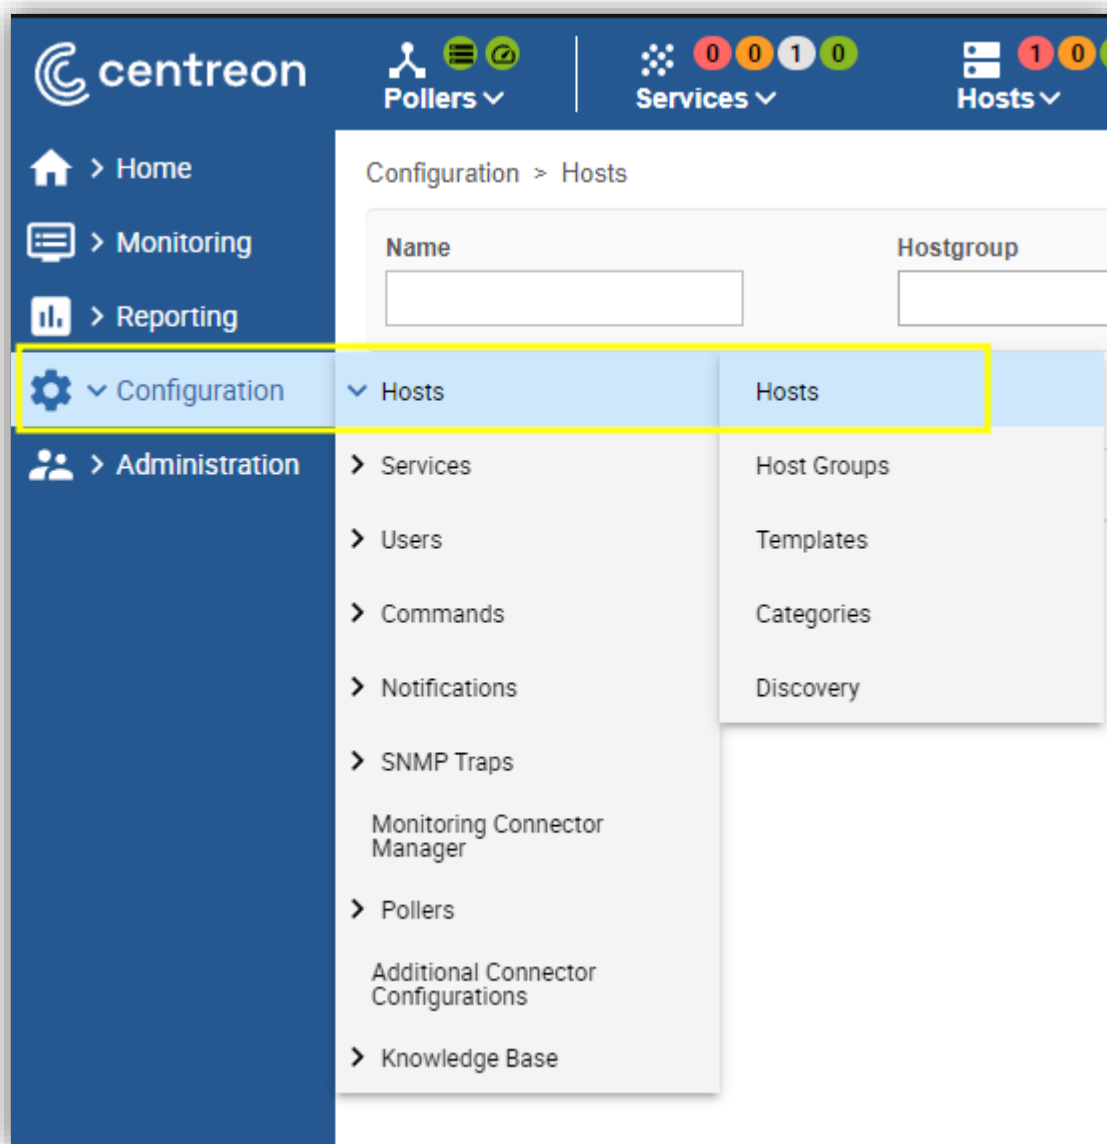 centreon
Pollers
0 0 1 0
Services
1 0
Hosts
Home
Monitoring
Reporting
Configuration
Administration
Configuration > Hosts
Name
Hostgroup
Hosts
Services
Users
Commands
Notifications
SNMP Traps
Monitoring Connector
Manager
Pollers
Additional Connector
Configurations
Knowledge Base
Hosts
Host Groups
Templates
Categories
Discovery